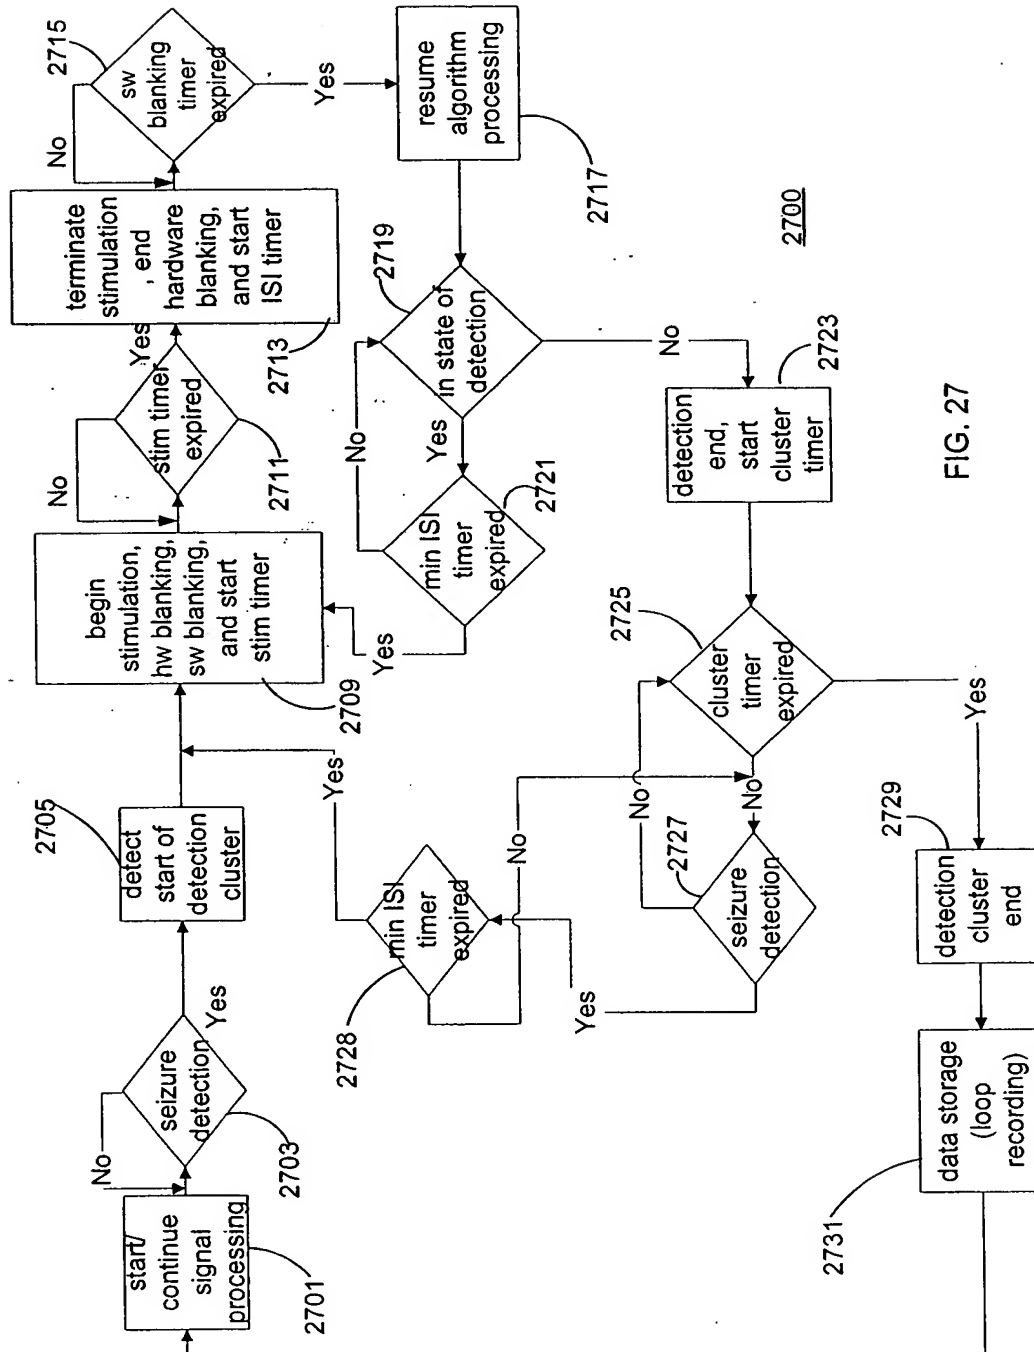 start/
continue
signal
processing
2701
No
seizure
detection
2703
Yes
detect
start of
detection
cluster
2705
begin
stimulation,
hw blanking,
sw blanking,
and start
stim timer
2709
No
stim timer
expired
2711
Yes
terminate
stimulation
, end
hardware
blanking,
and start
ISI timer
2713
No
sw
blanking
timer
expired
2715
Yes
resume
algorithm
processing
2717
in state of
detection
2719
Yes
No
min ISI
timer
expired
2721
Yes
No
detection
end,
start
cluster
timer
2723
cluster
timer
expired
2725
No
seizure
detection
2727
No
Yes
min ISI
timer
expired
2728
Yes
No
Yes
detection
cluster
end
2729
data storage
(loop
recording)
2731
2700
FIG. 27